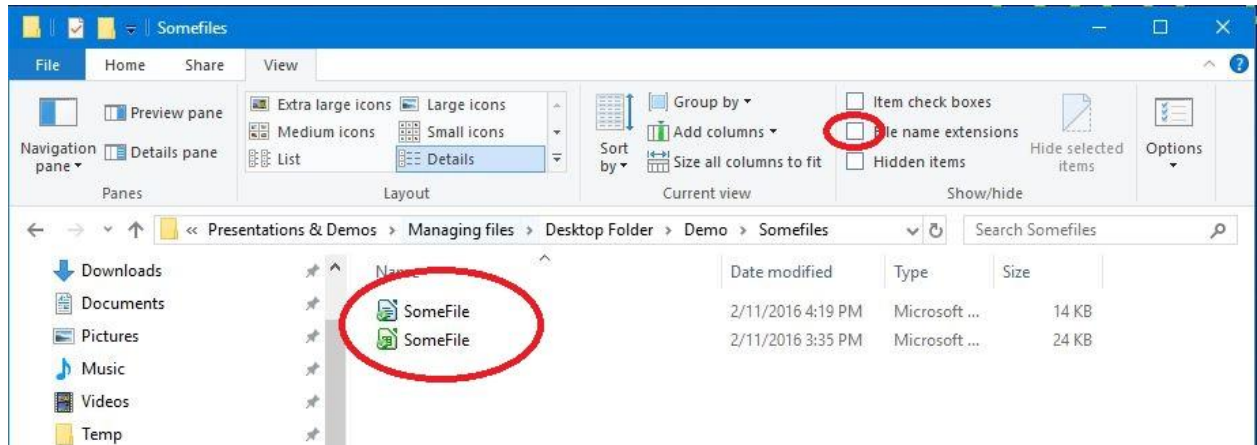 Somefiles
File Home Share View
Preview pane
Details pane
Navigation pane
Panes
Extra large icons Large icons
Medium icons Small icons
List Details
Layout
Sort by
Group by
Add columns
Size all columns to fit
Current view
Item check boxes
File name extensions
Hidden items
Hide selected items
Show/hide
Options
« Presentations & Demos > Managing files > Desktop Folder > Demo > Somefiles
Search Somefiles
Name Date modified Type Size
Downloads
Documents
Pictures
Music
Videos
Temp
SomeFile 2/11/2016 4:19 PM Microsoft ... 14 KB
SomeFile 2/11/2016 3:35 PM Microsoft ... 24 KB